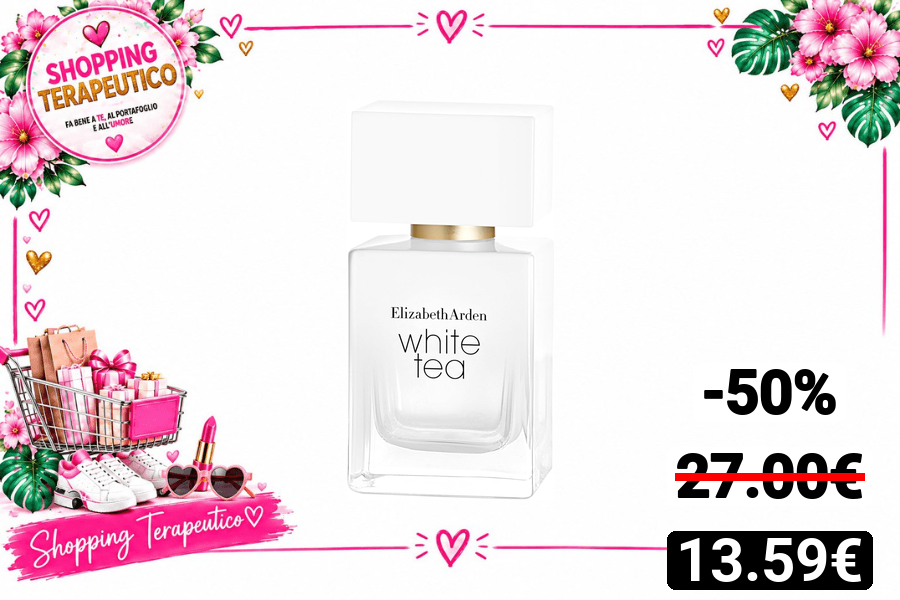 SHOPPING
TERAPEUTICO
FA BENE A TE, AL PORTAFOGLIO
E ALL'UMORE
ElizabethArden
white
tea
-50%
27.00€
13.59€
Shopping Terapeutico